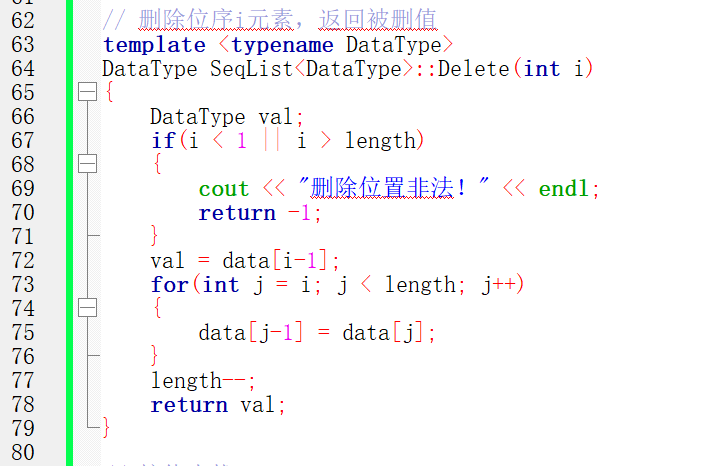 62 // 删除位序i元素，返回被删值
63 template <typename DataType>
64 DataType SeqList<DataType>::Delete(int i)
65 {
66     DataType val;
67     if(i < 1 || i > length)
68     {
69         cout << "删除位置非法！" << endl;
70         return -1;
71     }
72     val = data[i-1];
73     for(int j = i; j < length; j++)
74     {
75         data[j-1] = data[j];
76     }
77     length--;
78     return val;
79 }
80